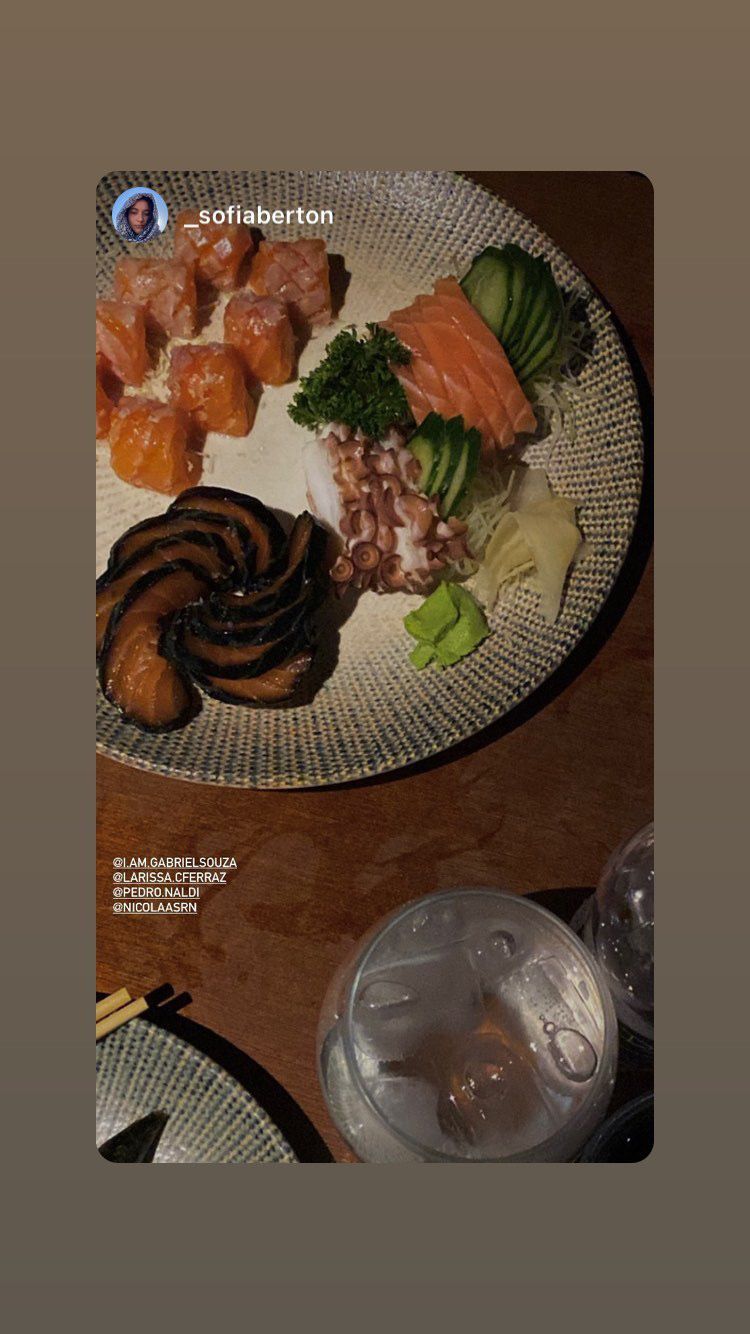 _sofiaberton
@I.AM.GABRIELSOUZA
@LARISSA.CFERRAZ
@PEDRO.NALDI
@NICOLAASRN